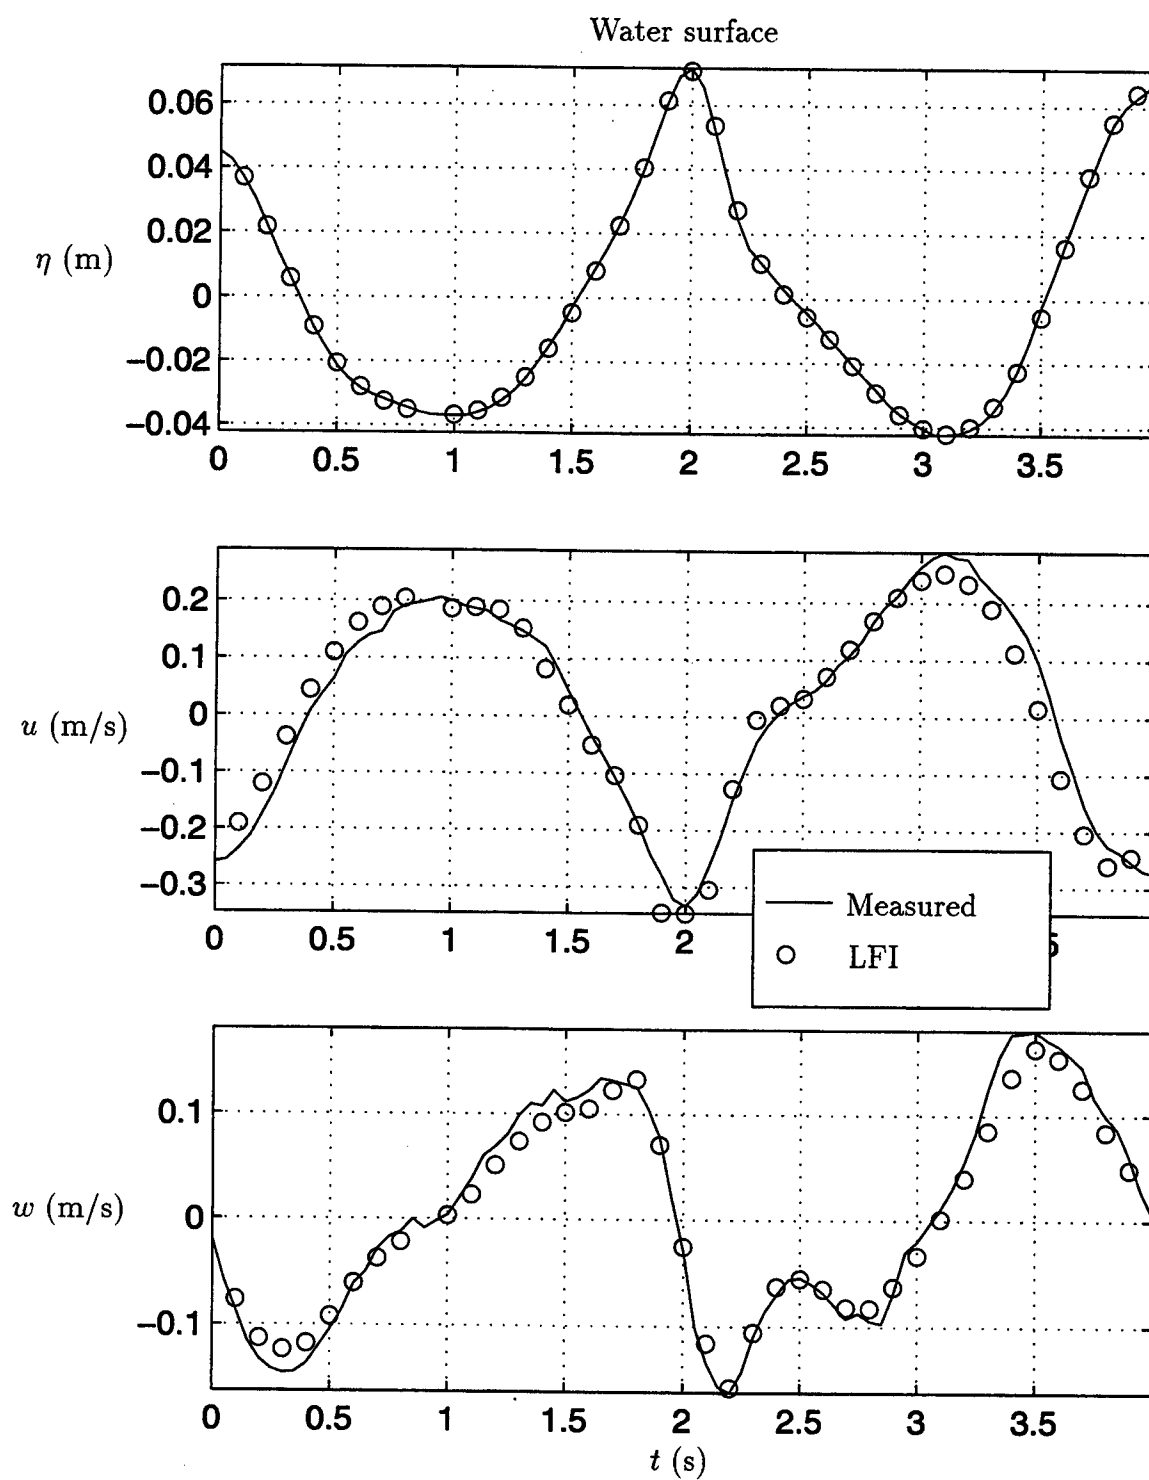 Water surface
0.06
0.04
0.02
0
−0.02
−0.04
η (m)
0 0.5 1 1.5 2 2.5 3 3.5
0.2
0.1
0
−0.1
−0.2
−0.3
u (m/s)
0 0.5 1 1.5 2 5
Measured
LFI
0.1
0
−0.1
w (m/s)
0 0.5 1 1.5 2 2.5 3 3.5
t (s)